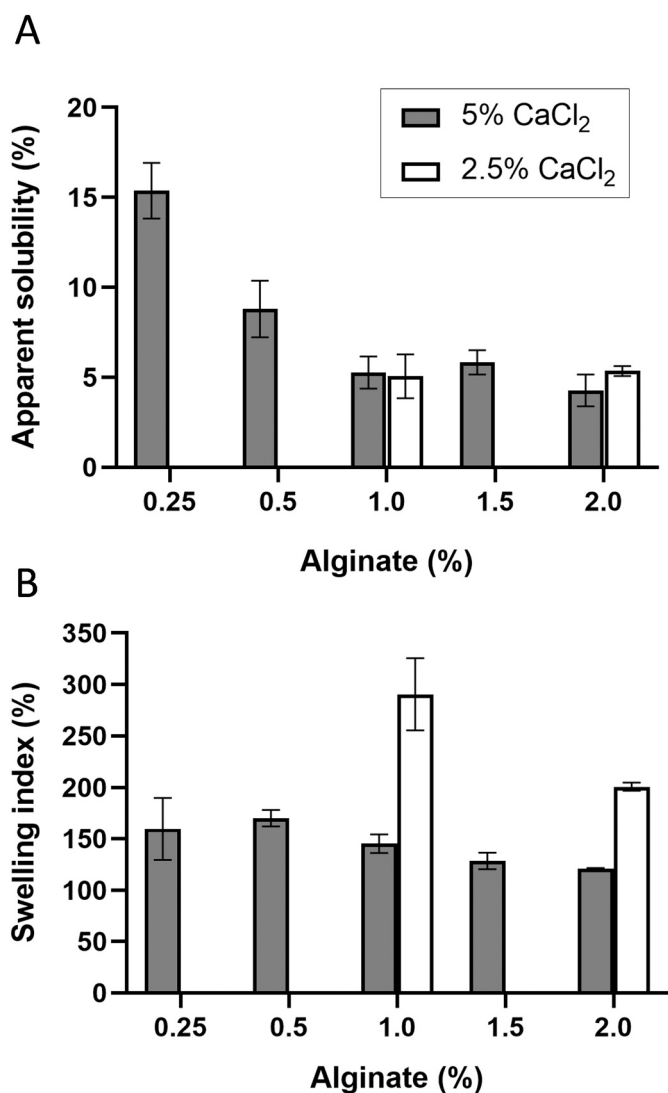 A
Apparent solubility (%)
20
15
10
5
0
5% CaCl₂
2.5% CaCl₂
0.25 0.5 1.0 1.5 2.0
Alginate (%)
B
Swelling index (%)
350
300
250
200
150
100
50
0
0.25 0.5 1.0 1.5 2.0
Alginate (%)